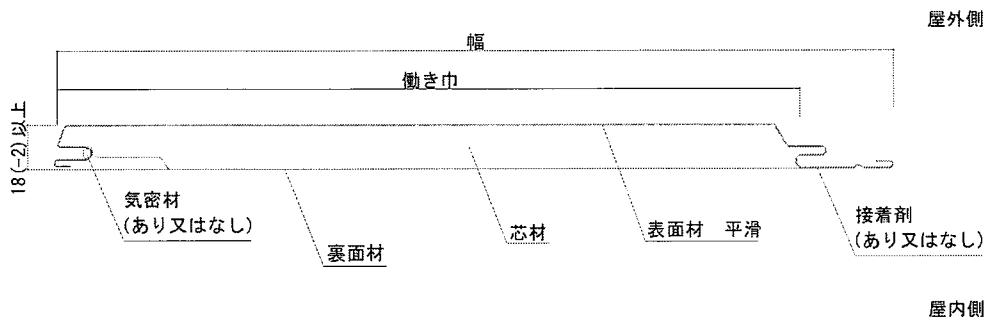 屋外側
幅
働き巾
18(-2)以上
気密材
(あり又はなし)
裏面材
芯材
表面材 平滑
接着剤
(あり又はなし)
屋内側